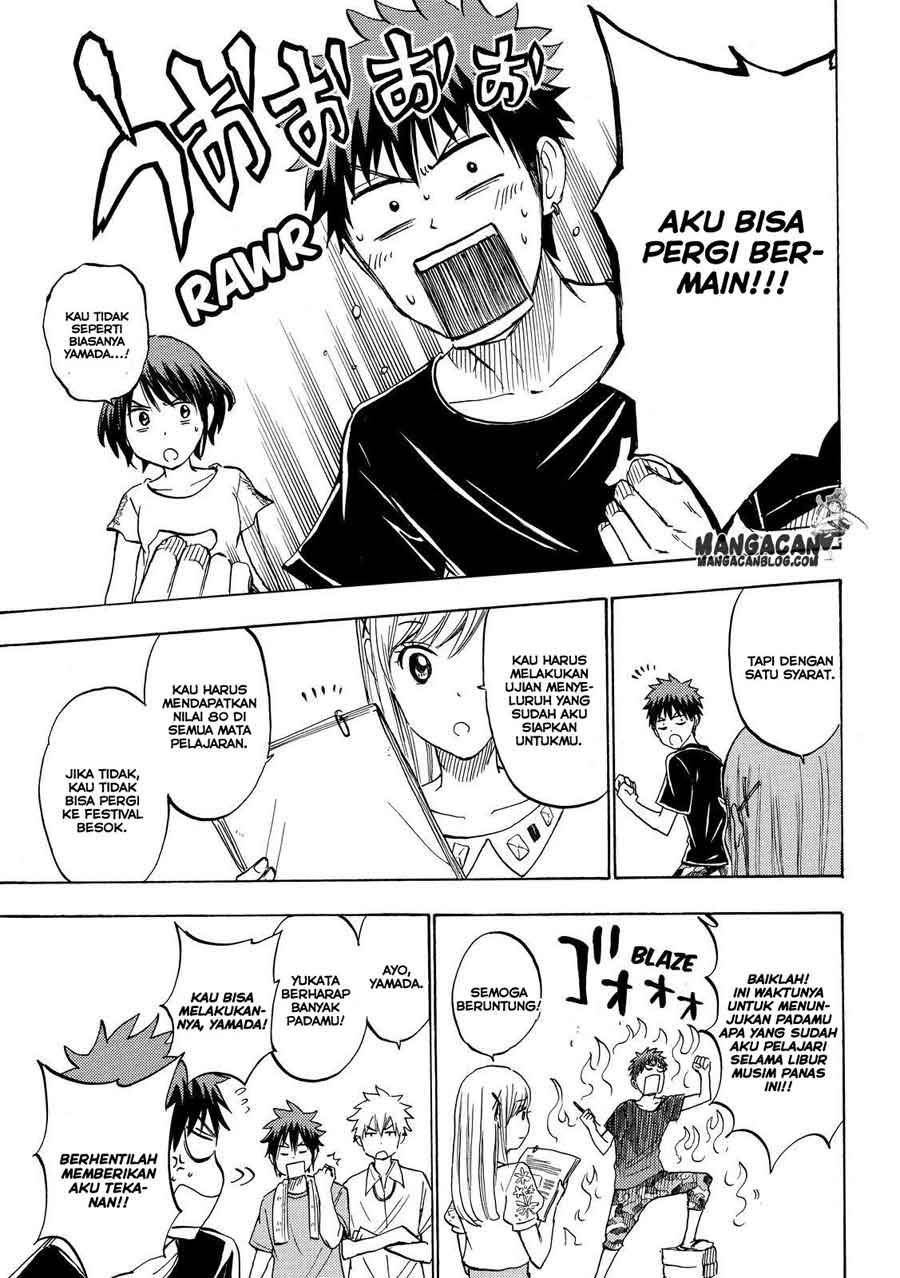 うおおおおお
RAWR
AKU BISA
PERGI BER-
MAIN!!!
KAU TIDAK
SEPERTI
BIASANYA
YAMADA...!
MANGACAN
MANGACANBLOG.COM
TAPI DENGAN
SATU SYARAT.
KAU HARUS
MELAKUKAN
UJIAN MENYE-
LURUH YANG
SUDAH AKU
SIAPKAN
UNTUKMU.
KAU HARUS
MENDAPATKAN
NILAI 80 DI
SEMUA MATA
PELAJARAN.
JIKA TIDAK,
KAU TIDAK
BISA PERGI
KE FESTIVAL
BESOK.
BAIKLAH!
INI WAKTUNYA
UNTUK MENUN-
JUKAN PADAMU
APA YANG SUDAH
AKU PELAJARI
SELAMA LIBUR
MUSIM PANAS
INI!!
BLAZE
ゴオオオ
SEMOGA
BERUNTUNG!
AYO,
YAMADA.
YUKATA
BERHARAP
BANYAK
PADAMU!
KAU BISA
MELAKUKAN-
NYA, YAMADA!
BERHENTILAH
MEMBERIKAN
AKU TEKA-
NAN!!